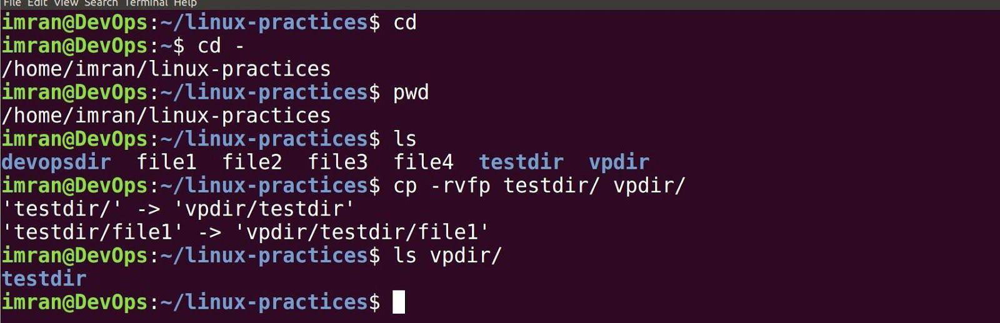 File Edit View Search Terminal Help
imran@DevOps:~/linux-practices$ cd
imran@DevOps:~$ cd -
/home/imran/linux-practices
imran@DevOps:~/linux-practices$ pwd
/home/imran/linux-practices
imran@DevOps:~/linux-practices$ ls
devopsdir  file1  file2  file3  file4  testdir  vpdir
imran@DevOps:~/linux-practices$ cp -rvfp testdir/ vpdir/
'testdir/' -> 'vpdir/testdir'
'testdir/file1' -> 'vpdir/testdir/file1'
imran@DevOps:~/linux-practices$ ls vpdir/
testdir
imran@DevOps:~/linux-practices$